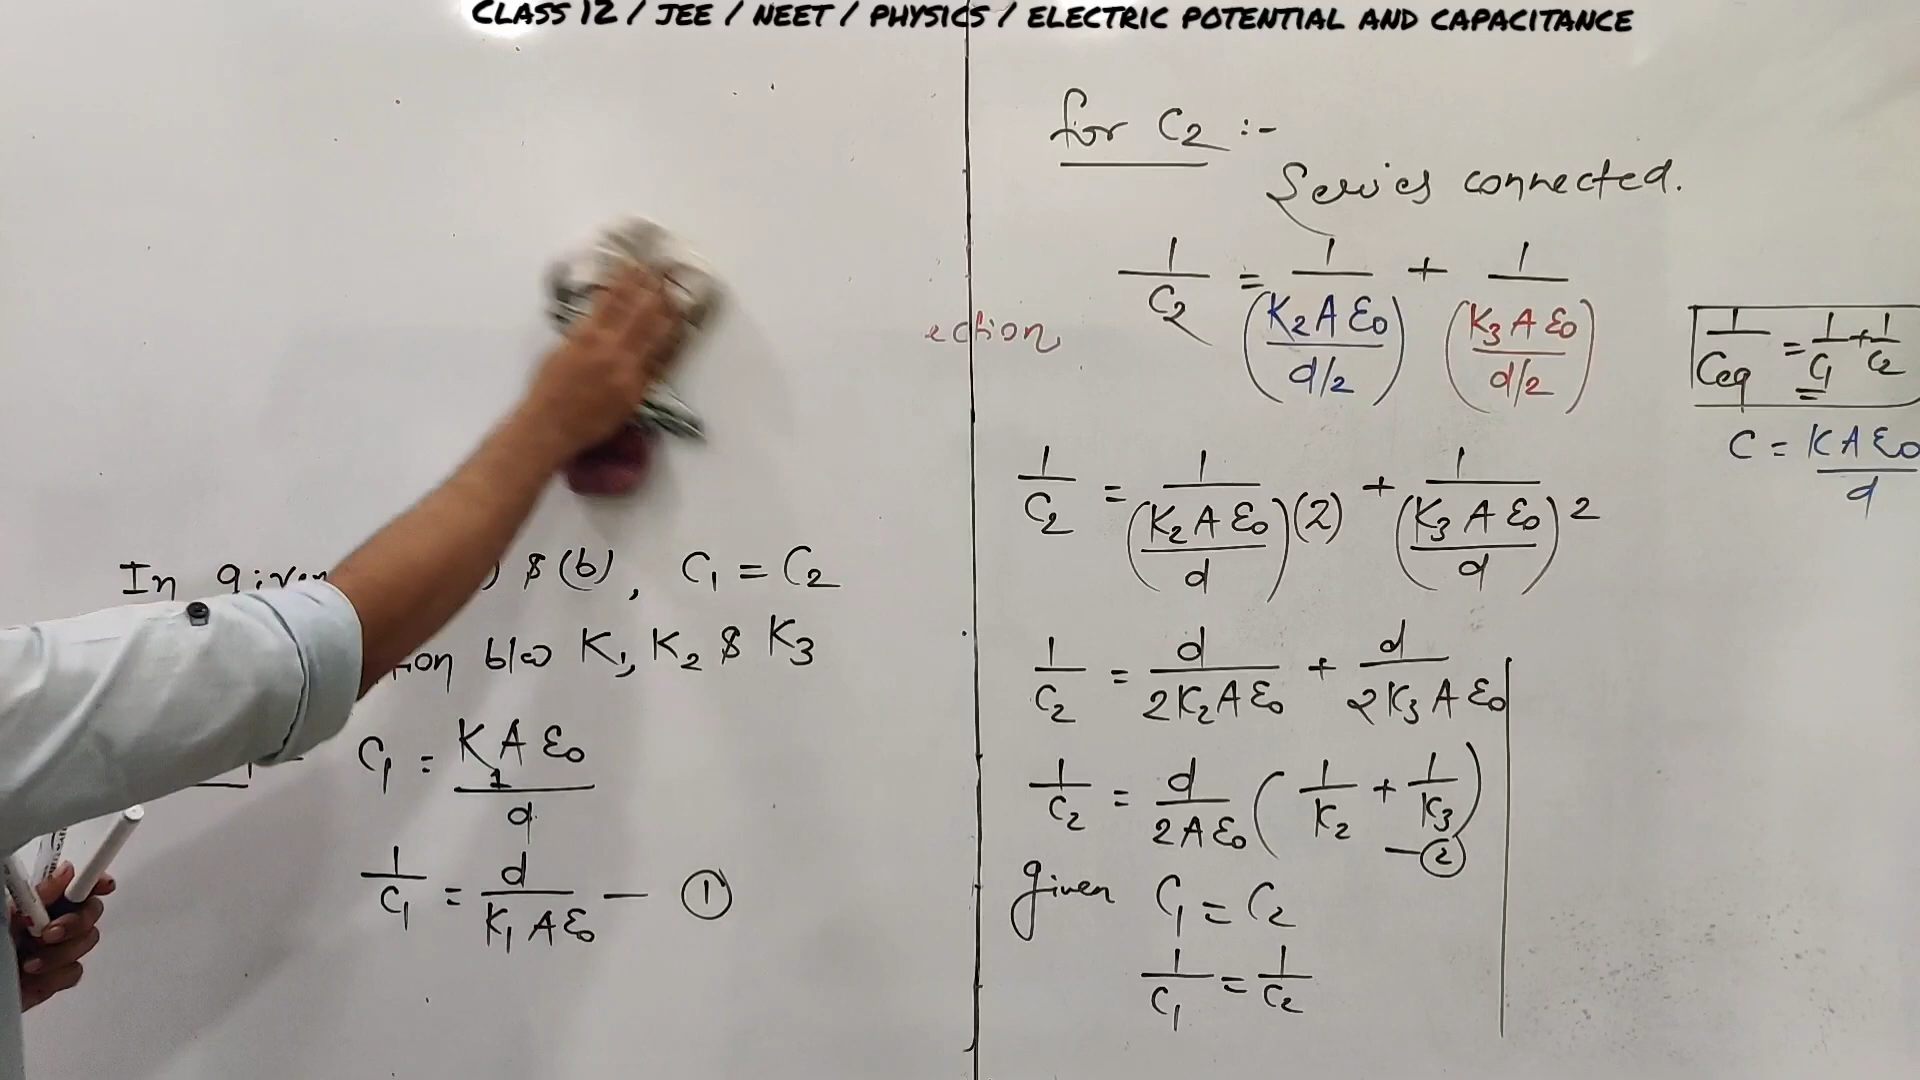 CLASS 12 / JEE / NEET / PHYSICS / ELECTRIC POTENTIAL AND CAPACITANCE
In given ) $ (b), C₁ = C₂
b/w K₁, K₂ $ K₃
C₁ = K₁Aε₀/d
1/C₁ = d/K₁Aε₀ — ①
for C₂ :-
Series connected.
1/C₂ = 1/(K₂Aε₀/d/2) + 1/(K₃Aε₀/d/2)
1/C₂ = 1/(K₂Aε₀/d)(2) + 1/(K₃Aε₀/d)2
1/C₂ = d/2K₂Aε₀ + d/2K₃Aε₀
1/C₂ = d/2Aε₀ (1/K₂ + 1/K₃) — ②
given C₁ = C₂
1/C₁ = 1/C₂
1/Ceq = 1/C₁ + 1/C₂
C = KAε₀/d